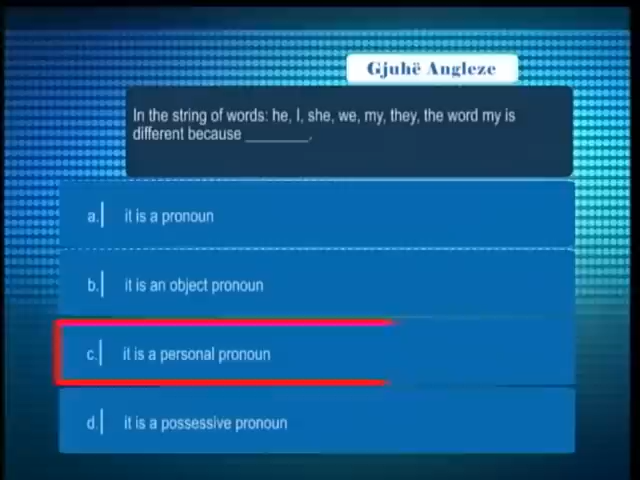 Gjuhë Angleze
In the string of words: he, I, she, we, my, they, the word my is
different because _______.
a. it is a pronoun
b. it is an object pronoun
c. it is a personal pronoun
d. it is a possessive pronoun